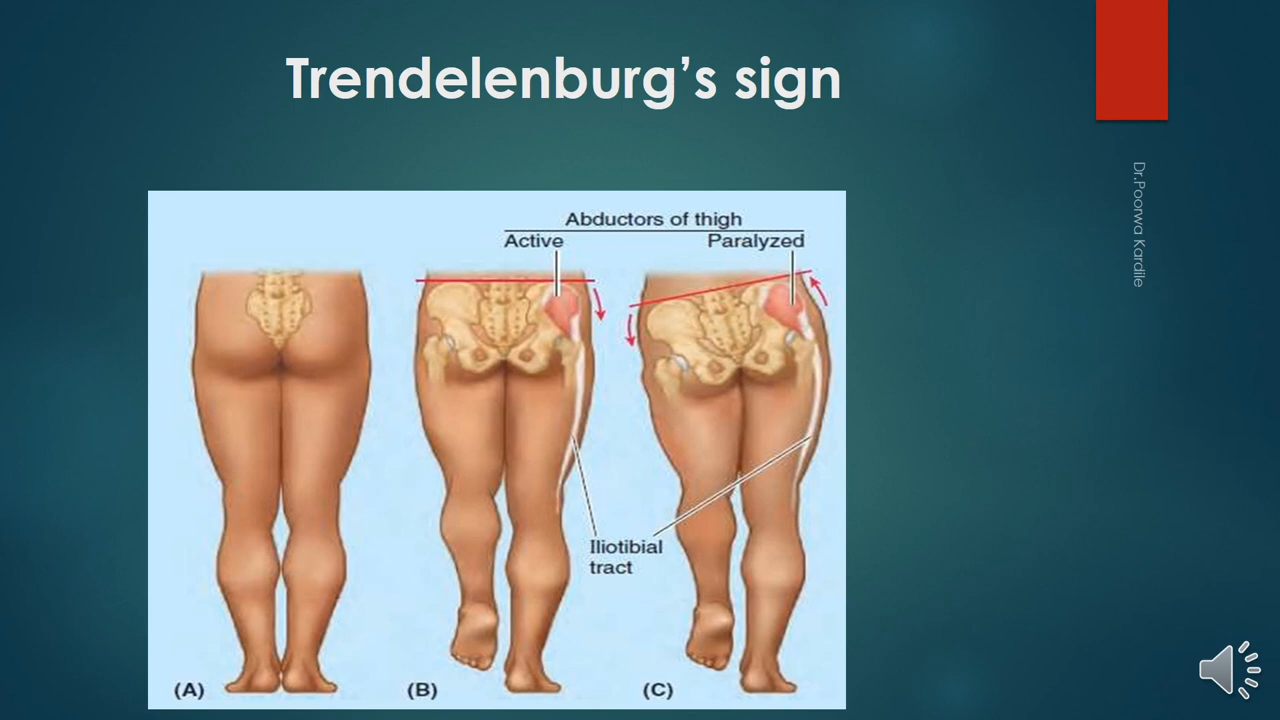 Trendelenburg’s sign
Dr.Poorwa Kardile
Abductors of thigh
Active
Paralyzed
Iliotibial
tract
(A)
(B)
(C)